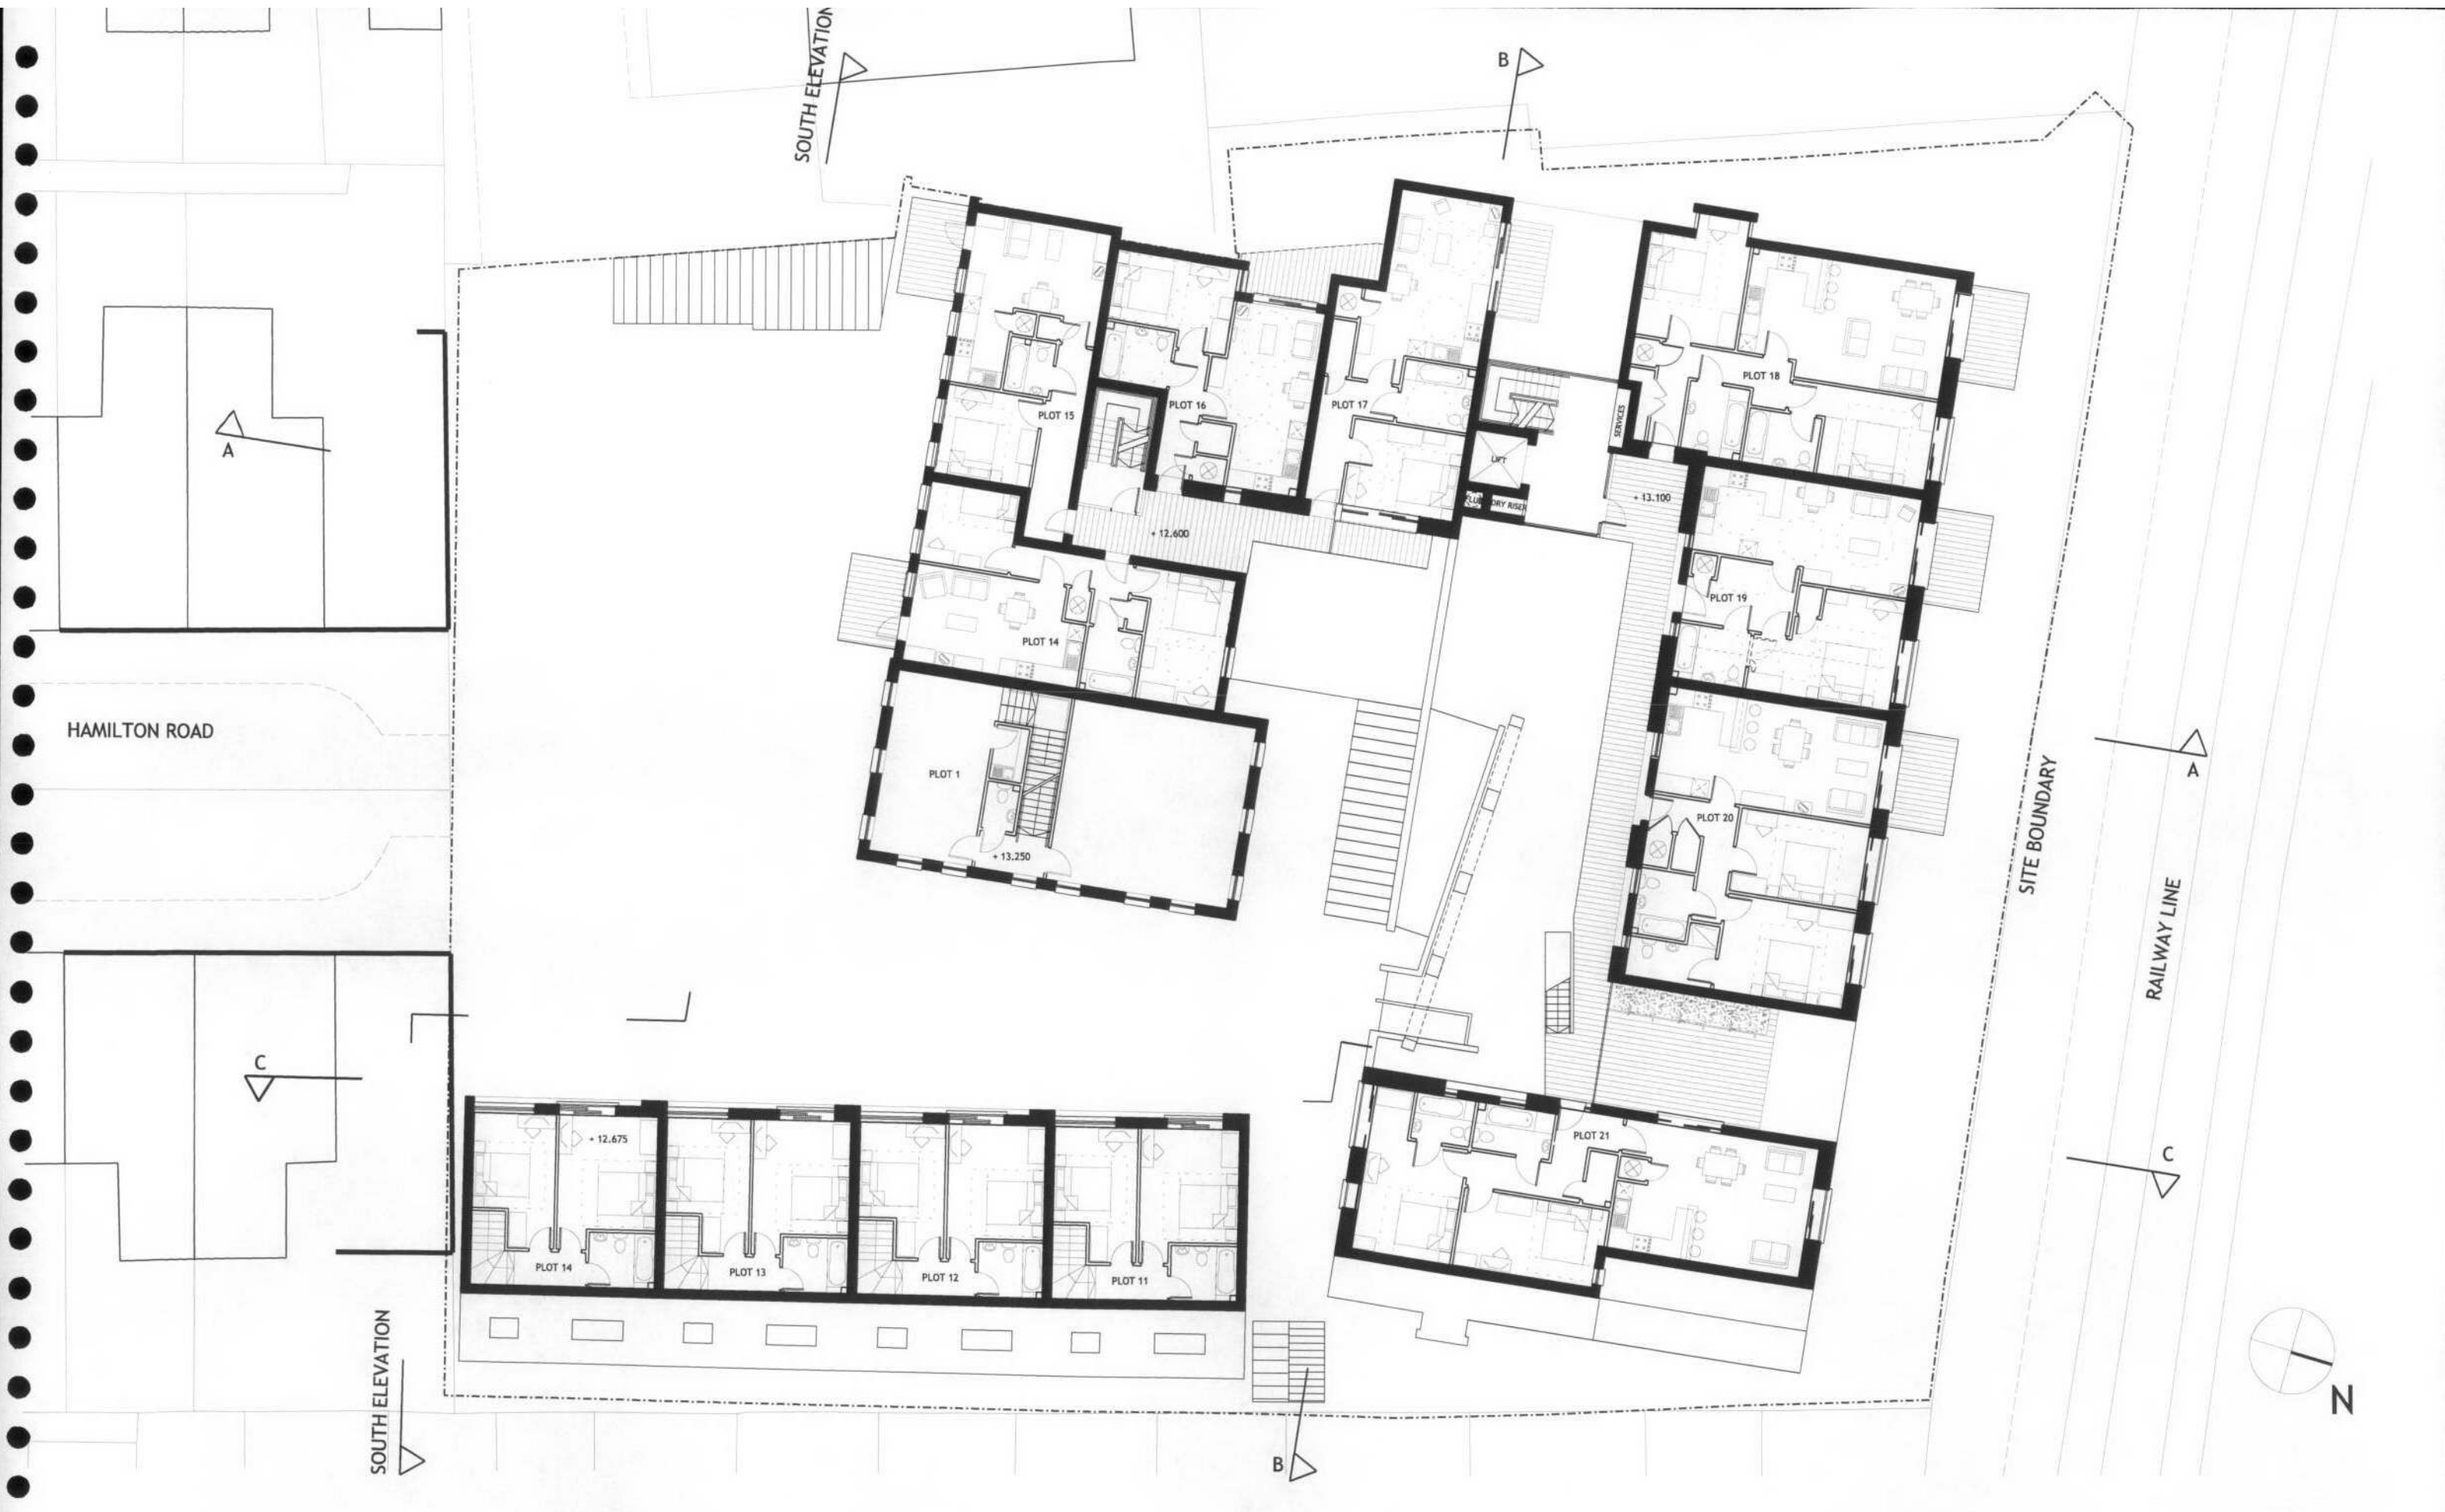 SOUTH ELEVATION
B
A
PLOT 15
PLOT 16
PLOT 17
PLOT 18
SERVICES
LIFT
DRY RISER
+ 13.100
+ 12.600
PLOT 19
PLOT 14
HAMILTON ROAD
PLOT 1
+ 13.250
PLOT 20
A
SITE BOUNDARY
RAILWAY LINE
C
+ 12.675
PLOT 21
C
PLOT 14
PLOT 13
PLOT 12
PLOT 11
SOUTH ELEVATION
B
N